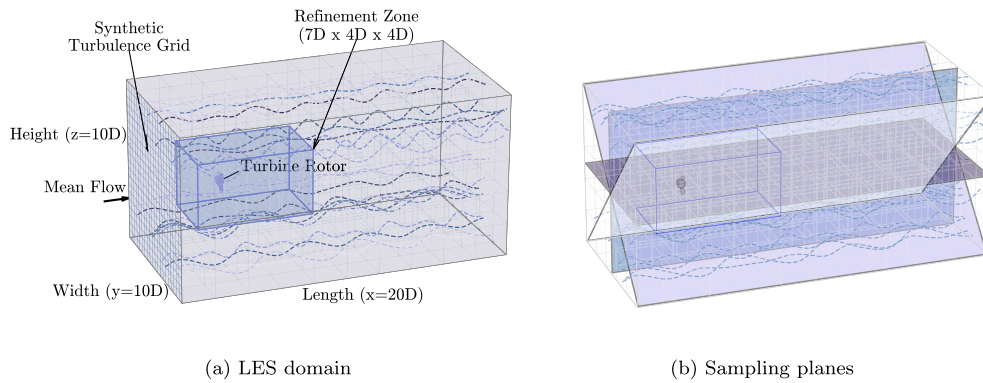 Synthetic
Turbulence Grid
Refinement Zone
(7D x 4D x 4D)
Height (z=10D)
Turbine Rotor
Mean Flow
Width (y=10D)
Length (x=20D)
(a) LES domain
(b) Sampling planes